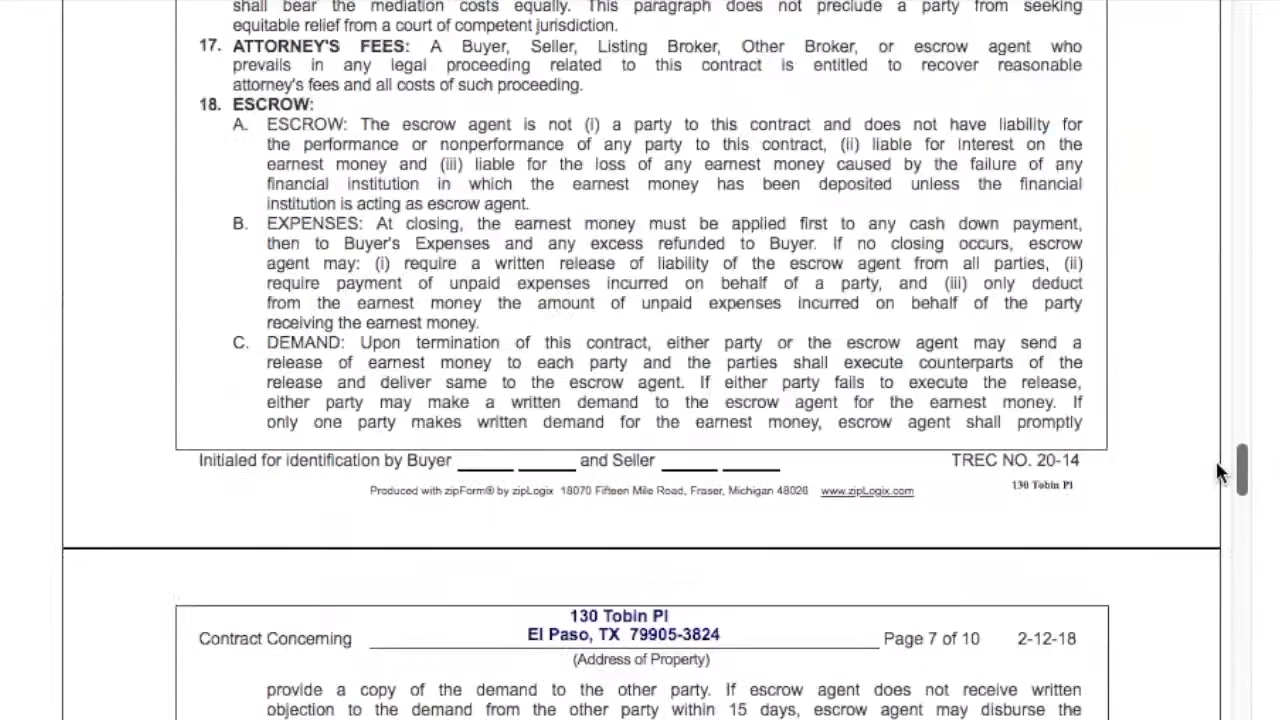 shall bear the mediation costs equally. This paragraph does not preclude a party from seeking
equitable relief from a court of competent jurisdiction.
17. ATTORNEY'S FEES: A Buyer, Seller, Listing Broker, Other Broker, or escrow agent who
prevails in any legal proceeding related to this contract is entitled to recover reasonable
attorney's fees and all costs of such proceeding.
18. ESCROW:
A. ESCROW: The escrow agent is not (i) a party to this contract and does not have liability for
the performance or nonperformance of any party to this contract, (ii) liable for interest on the
earnest money and (iii) liable for the loss of any earnest money caused by the failure of any
financial institution in which the earnest money has been deposited unless the financial
institution is acting as escrow agent.
B. EXPENSES: At closing, the earnest money must be applied first to any cash down payment,
then to Buyer's Expenses and any excess refunded to Buyer. If no closing occurs, escrow
agent may: (i) require a written release of liability of the escrow agent from all parties, (ii)
require payment of unpaid expenses incurred on behalf of a party, and (iii) only deduct
from the earnest money the amount of unpaid expenses incurred on behalf of the party
receiving the earnest money.
C. DEMAND: Upon termination of this contract, either party or the escrow agent may send a
release of earnest money to each party and the parties shall execute counterparts of the
release and deliver same to the escrow agent. If either party fails to execute the release,
either party may make a written demand to the escrow agent for the earnest money. If
only one party makes written demand for the earnest money, escrow agent shall promptly
Initialed for identification by Buyer _____ _____ and Seller _____ _____ TREC NO. 20-14
Produced with zipForm® by zipLogix 18070 Fifteen Mile Road, Fraser, Michigan 48026 www.zipLogix.com 130 Tobin Pl
130 Tobin Pl
El Paso, TX 79905-3824
Contract Concerning Page 7 of 10 2-12-18
(Address of Property)
provide a copy of the demand to the other party. If escrow agent does not receive written
objection to the demand from the other party within 15 days, escrow agent may disburse the